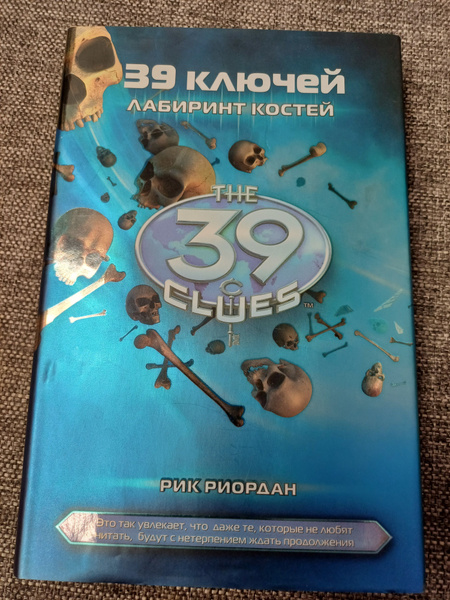 39 КЛЮЧЕЙ
ЛАБИРИНТ КОСТЕЙ
THE
39
CLUES™
РИК РИОРДАН
Это так увлекает, что даже те, которые не любят
читать, будут с нетерпением ждать продолжения